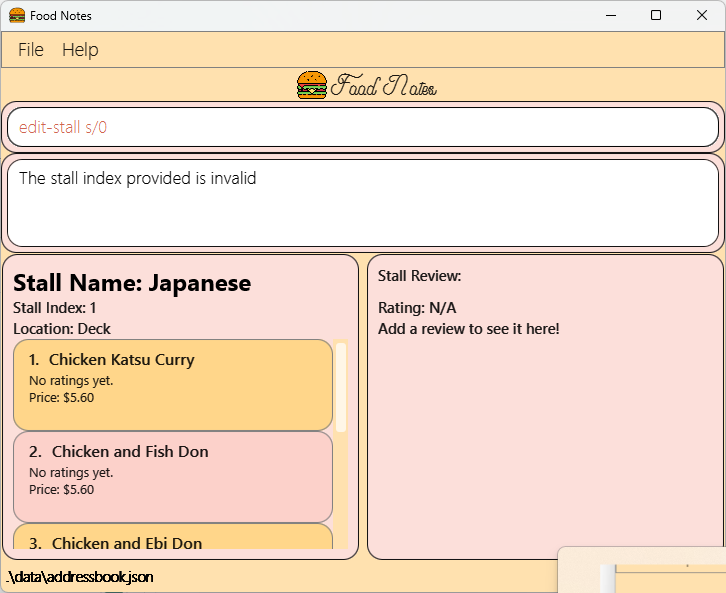 Food Notes
File Help
Food Notes
edit-stall s/0
The stall index provided is invalid
Stall Name: Japanese
Stall Index: 1
Location: Deck
1. Chicken Katsu Curry
No ratings yet.
Price: $5.60
2. Chicken and Fish Don
No ratings yet.
Price: $5.60
3. Chicken and Ebi Don
Stall Review:
Rating: N/A
Add a review to see it here!
.\data\addressbook.json